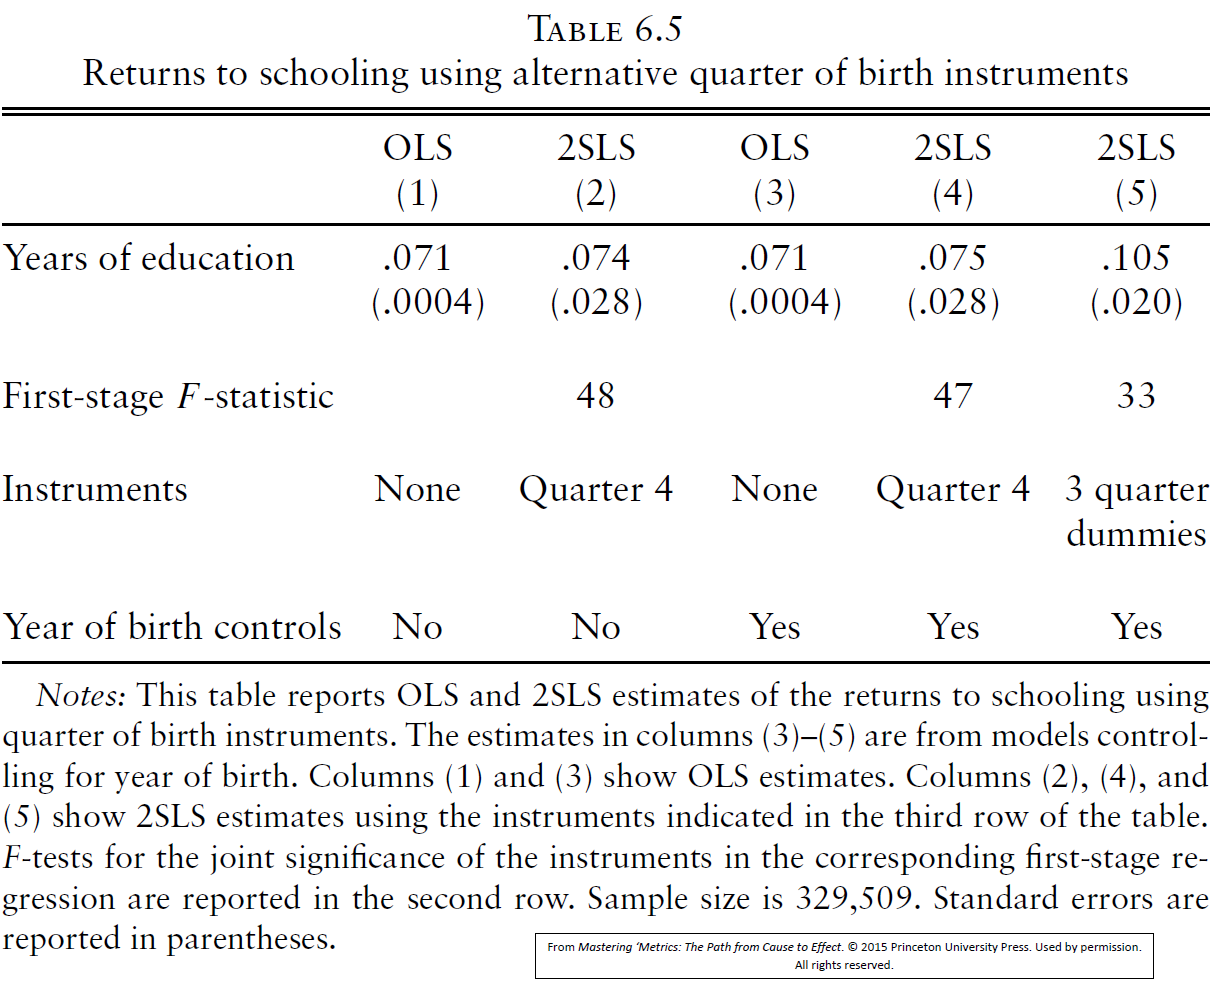 TABLE 6.5
Returns to schooling using alternative quarter of birth instruments
OLS 2SLS OLS 2SLS 2SLS
(1) (2) (3) (4) (5)
Years of education .071 .074 .071 .075 .105
(.0004) (.028) (.0004) (.028) (.020)
First-stage F-statistic 48 47 33
Instruments None Quarter 4 None Quarter 4 3 quarter
dummies
Year of birth controls No No Yes Yes Yes
Notes: This table reports OLS and 2SLS estimates of the returns to schooling using
quarter of birth instruments. The estimates in columns (3)–(5) are from models control-
ling for year of birth. Columns (1) and (3) show OLS estimates. Columns (2), (4), and
(5) show 2SLS estimates using the instruments indicated in the third row of the table.
F-tests for the joint significance of the instruments in the corresponding first-stage re-
gression are reported in the second row. Sample size is 329,509. Standard errors are
reported in parentheses.
From Mastering ‘Metrics: The Path from Cause to Effect. © 2015 Princeton University Press. Used by permission.
All rights reserved.